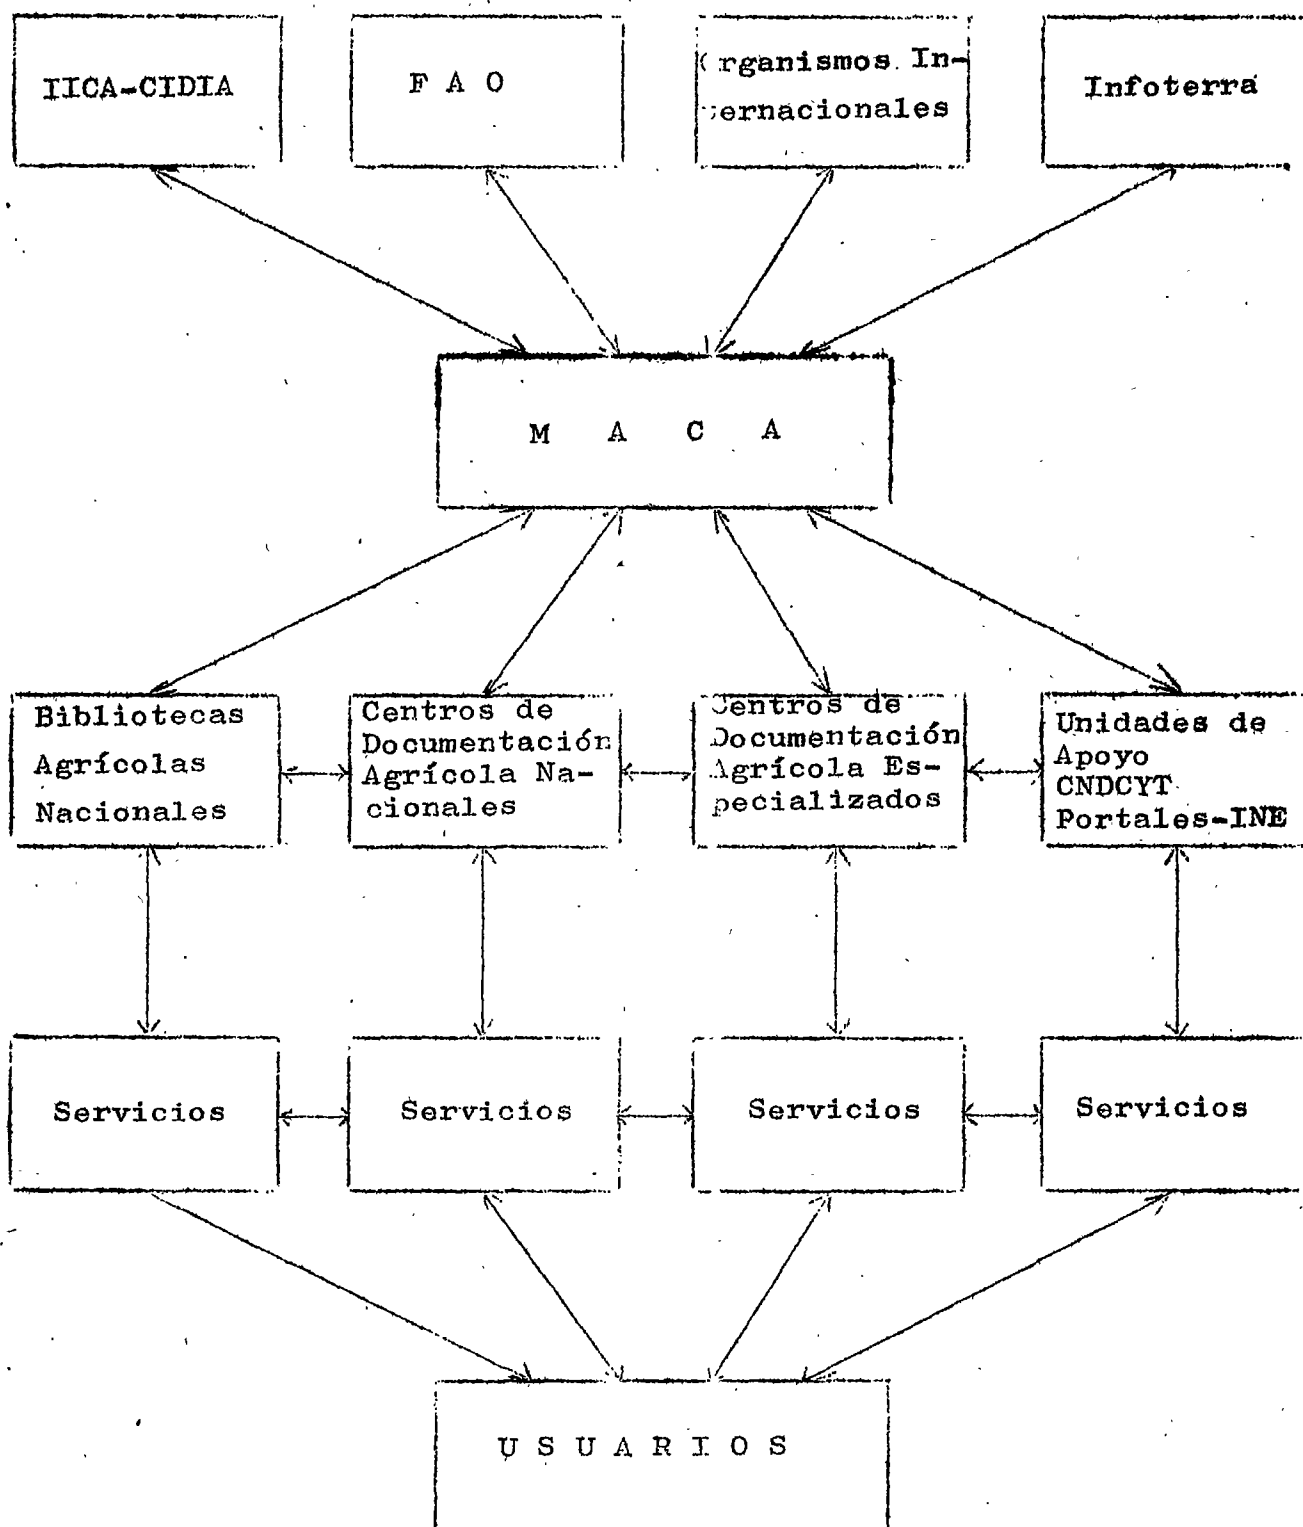 IICA-CIDIA
F A O
Organismos In-
ternacionales
Infoterra
M A C A
Bibliotecas
Agrícolas
Nacionales
Centros de
Documentación
Agrícola Na-
cionales
Centros de
Documentación
Agrícola Es-
pecializados
Unidades de
Apoyo
CNDCYT
Portales-INE
Servicios
Servicios
Servicios
Servicios
U S U A R I O S